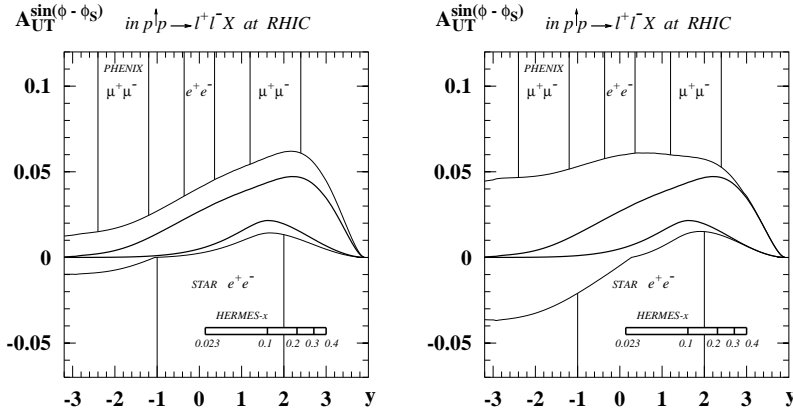 A_UT^sin(φ - φ_S) in p↑p → l⁺l⁻X at RHIC
PHENIX
μ⁺μ⁻ e⁺e⁻ μ⁺μ⁻
0.1
0.05
0
-0.05
STAR e⁺e⁻
HERMES-x
0.023 0.1 0.2 0.3 0.4
-3 -2 -1 0 1 2 3 y
A_UT^sin(φ - φ_S) in p↑p → l⁺l⁻X at RHIC
PHENIX
μ⁺μ⁻ e⁺e⁻ μ⁺μ⁻
0.1
0.05
0
-0.05
STAR e⁺e⁻
HERMES-x
0.023 0.1 0.2 0.3 0.4
-3 -2 -1 0 1 2 3 y